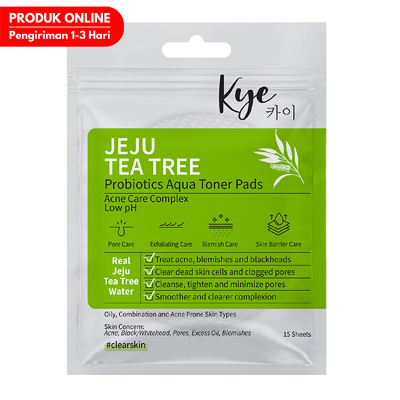 PRODUK ONLINE
Pengiriman 1-3 Hari
Kye
카이
JEJU
TEA TREE
Probiotics Aqua Toner Pads
Acne Care Complex
Low pH
Pore Care
Exfoliating Care
Blemish Care
Skin Barrier Care
Real
Jeju
Tea Tree
Water
Treat acne, blemishes and blackheads
Clear dead skin cells and clogged pores
Cleanse, tighten and minimize pores
Smoother and clearer complexion
Oily, Combination and Acne Prone Skin Types
Skin Concern:
Acne, Black/Whitehead, Pores, Excess Oil, Blemishes
15 Sheets
#clearskin